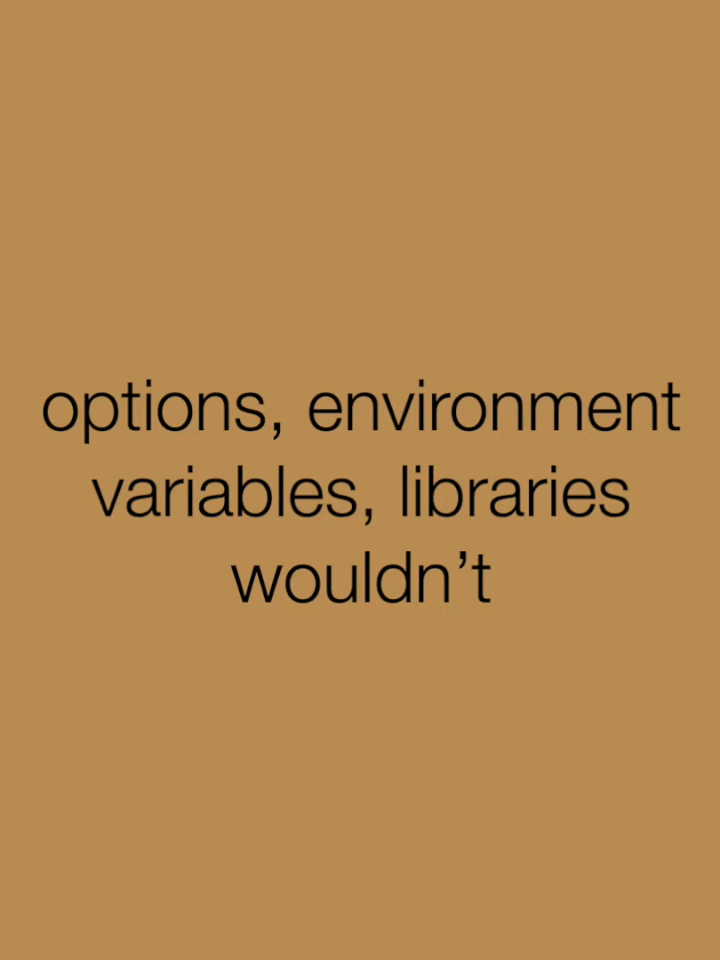 options, environment
variables, libraries
wouldn’t